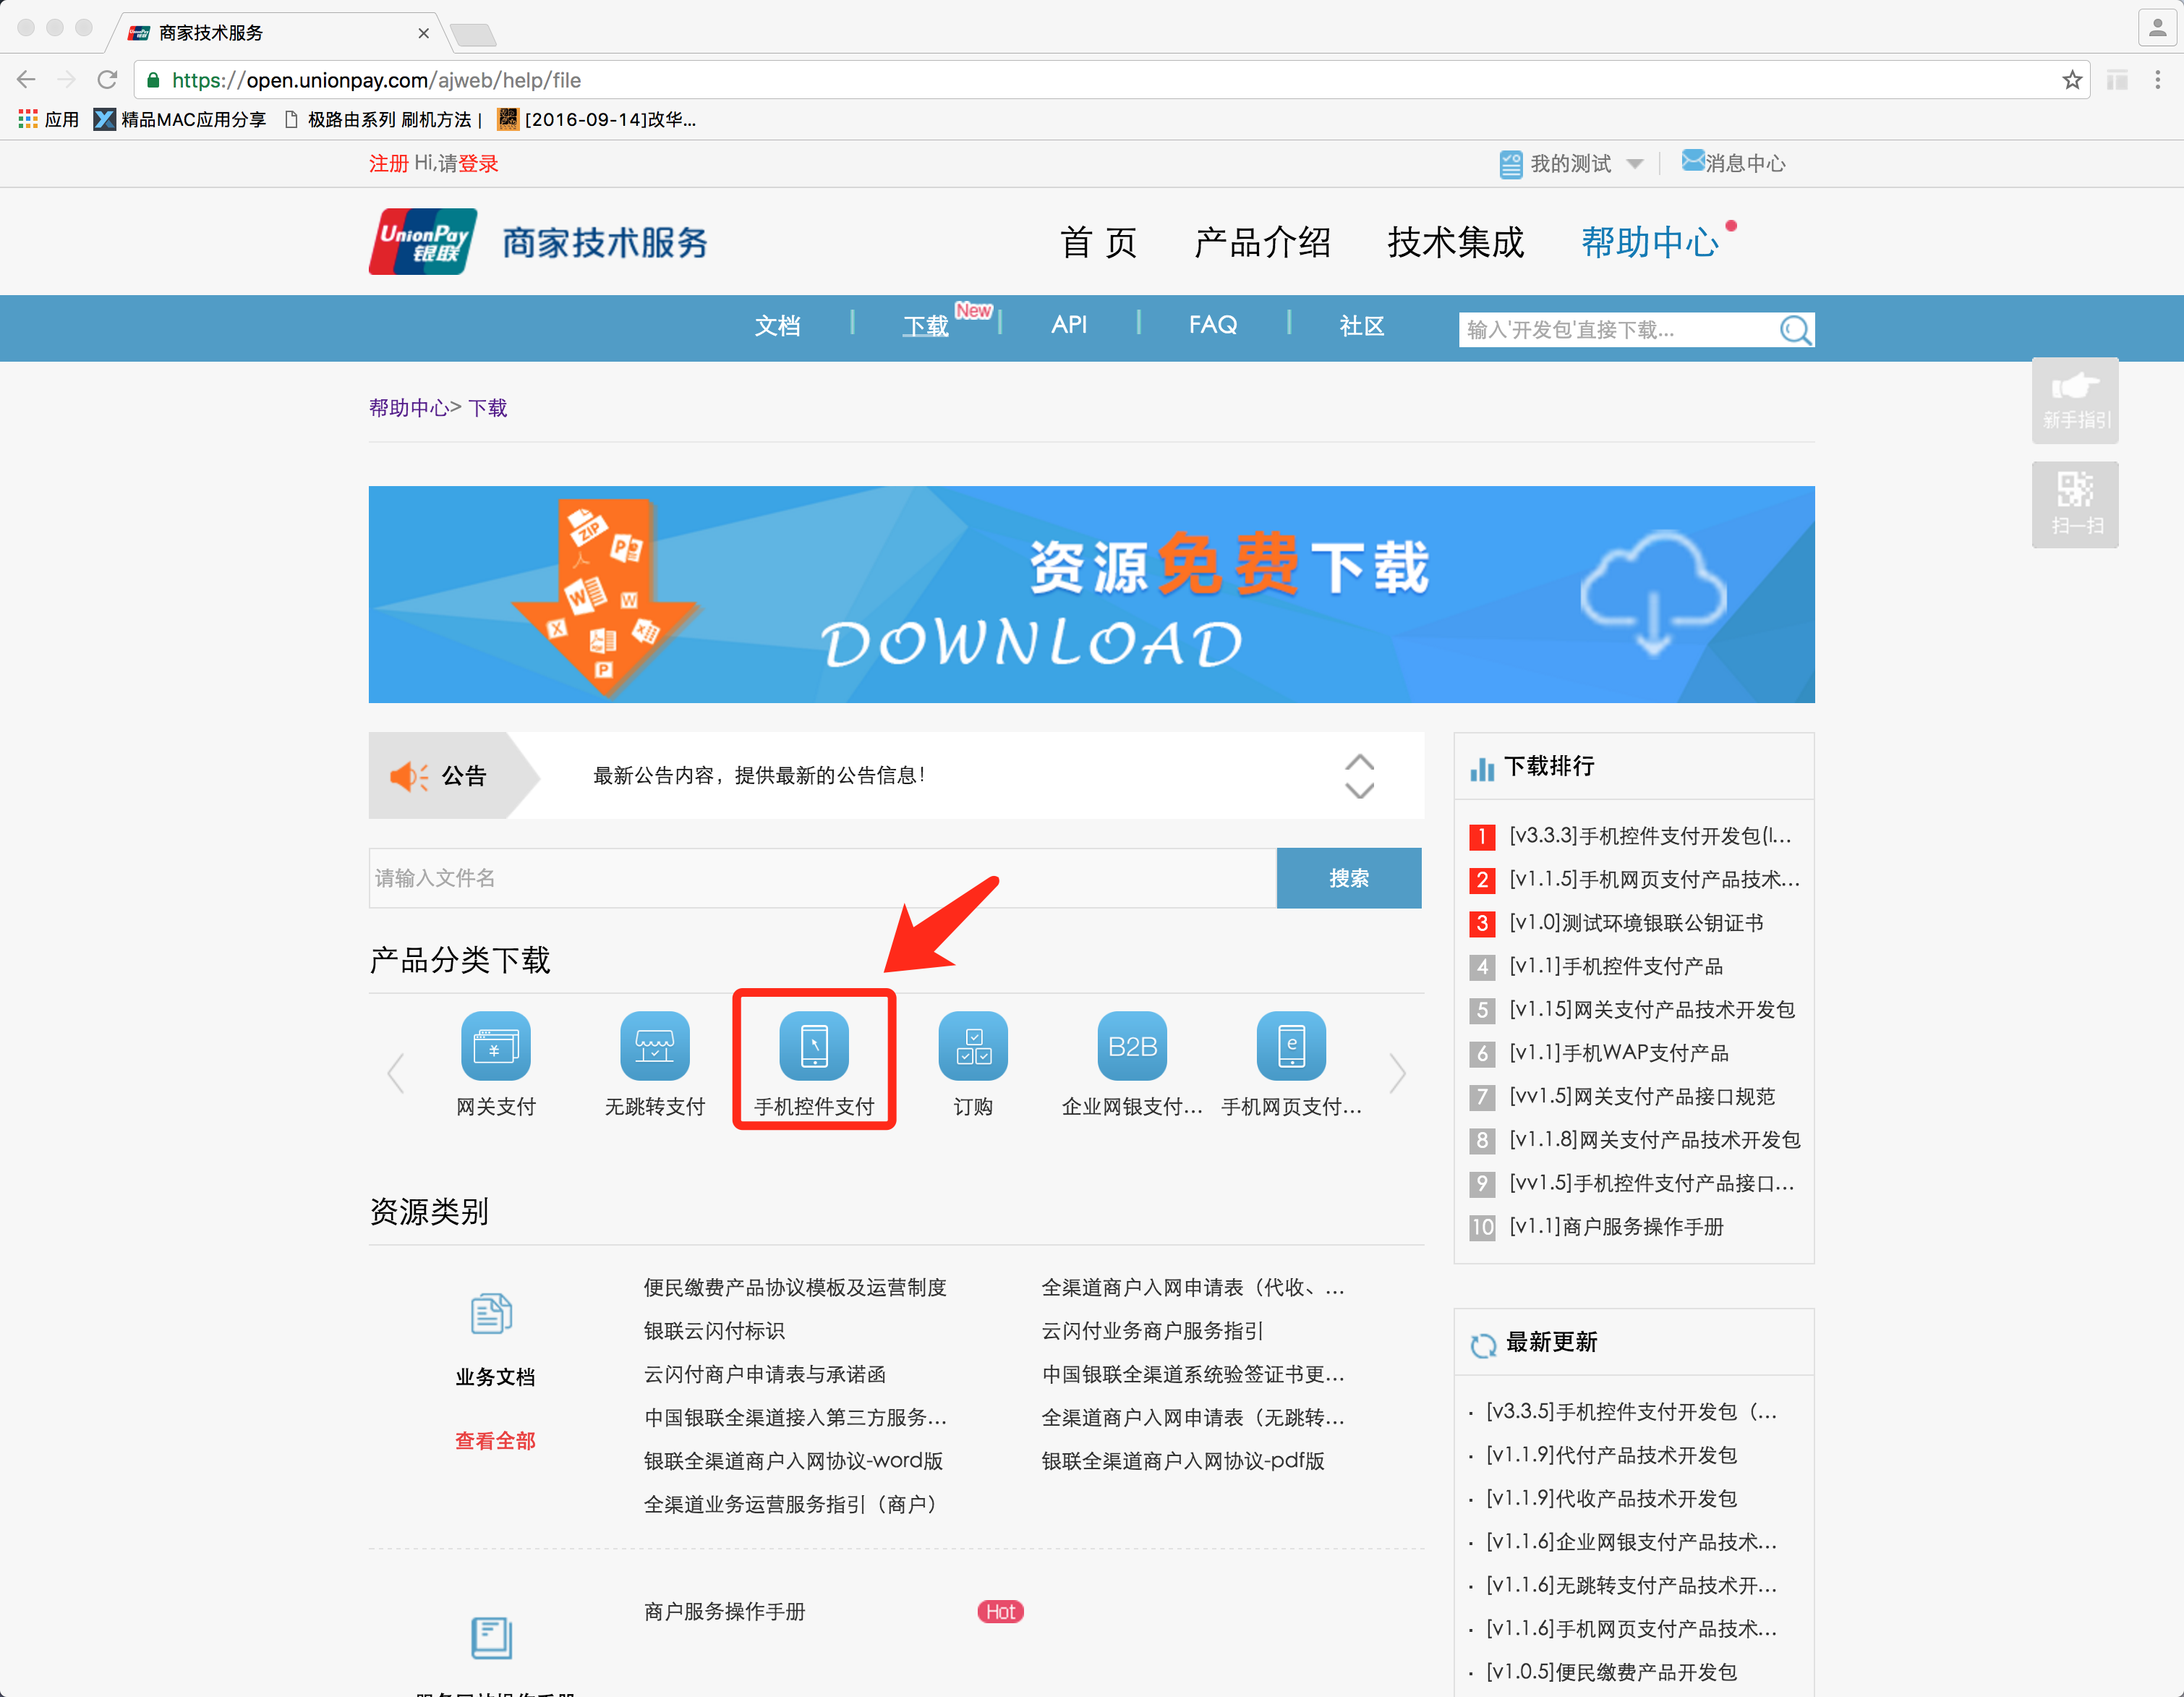 商家技术服务
https://open.unionpay.com/ajweb/help/file
应用 精品MAC应用分享 极路由系列 刷机方法 | [2016-09-14]改华...
注册 Hi,请登录
我的测试 消息中心
UnionPay 银联 商家技术服务
首 页 产品介绍 技术集成 帮助中心
文档 下载 New API FAQ 社区 输入'开发包'直接下载...
新手指引
扫一扫
帮助中心> 下载
资源免费下载
DOWNLOAD
公告 最新公告内容，提供最新的公告信息！
请输入文件名 搜索
产品分类下载
B2B
网关支付 无跳转支付 手机控件支付 订购 企业网银支付... 手机网页支付...
资源类别
便民缴费产品协议模板及运营制度 全渠道商户入网申请表（代收、...
银联云闪付标识 云闪付业务商户服务指引
业务文档
云闪付商户申请表与承诺函 中国银联全渠道系统验签证书更...
中国银联全渠道接入第三方服务... 全渠道商户入网申请表（无跳转...
查看全部
银联全渠道商户入网协议-word版 银联全渠道商户入网协议-pdf版
全渠道业务运营服务指引（商户）
商户服务操作手册 Hot
下载排行
1 [v3.3.3]手机控件支付开发包(I...
2 [v1.1.5]手机网页支付产品技术...
3 [v1.0]测试环境银联公钥证书
4 [v1.1]手机控件支付产品
5 [v1.15]网关支付产品技术开发包
6 [v1.1]手机WAP支付产品
7 [vv1.5]网关支付产品接口规范
8 [v1.1.8]网关支付产品技术开发包
9 [vv1.5]手机控件支付产品接口...
10 [v1.1]商户服务操作手册
最新更新
· [v3.3.5]手机控件支付开发包（...
· [v1.1.9]代付产品技术开发包
· [v1.1.9]代收产品技术开发包
· [v1.1.6]企业网银支付产品技术...
· [v1.1.6]无跳转支付产品技术开...
· [v1.1.6]手机网页支付产品技术...
· [v1.0.5]便民缴费产品开发包